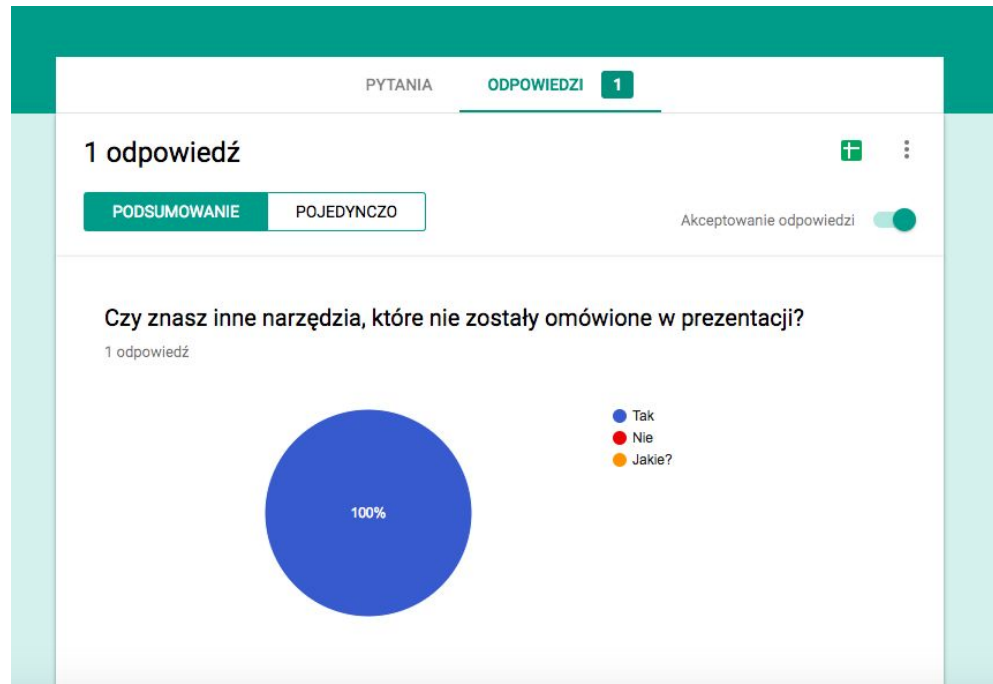 PYTANIA ODPOWIEDZI 1
1 odpowiedź
PODSUMOWANIE POJEDYNCZO
Akceptowanie odpowiedzi
Czy znasz inne narzędzia, które nie zostały omówione w prezentacji?
1 odpowiedź
Tak
Nie
Jakie?
100%